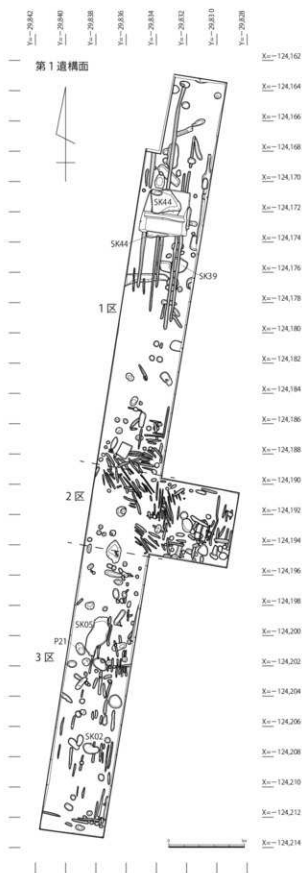 Y=-29,842
Y=-29,840
Y=-29,838
Y=-29,836
Y=-29,834
Y=-29,832
Y=-29,830
Y=-29,828
第1遺構面
X=-124,162
X=-124,164
X=-124,166
X=-124,168
X=-124,170
X=-124,172
X=-124,174
X=-124,176
X=-124,178
X=-124,180
X=-124,182
X=-124,184
X=-124,186
X=-124,188
X=-124,190
X=-124,192
X=-124,194
X=-124,196
X=-124,198
X=-124,200
X=-124,202
X=-124,204
X=-124,206
X=-124,208
X=-124,210
X=-124,212
X=-124,214
SK44
SK44
SK39
1区
2区
SK05
P21
3区
SK02
0